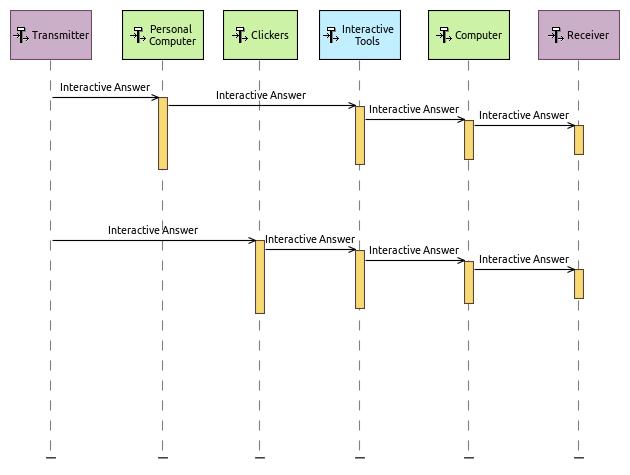 Transmitter
Personal
Computer
Clickers
Interactive
Tools
Computer
Receiver
Interactive Answer
Interactive Answer
Interactive Answer
Interactive Answer
Interactive Answer
Interactive Answer
Interactive Answer
Interactive Answer